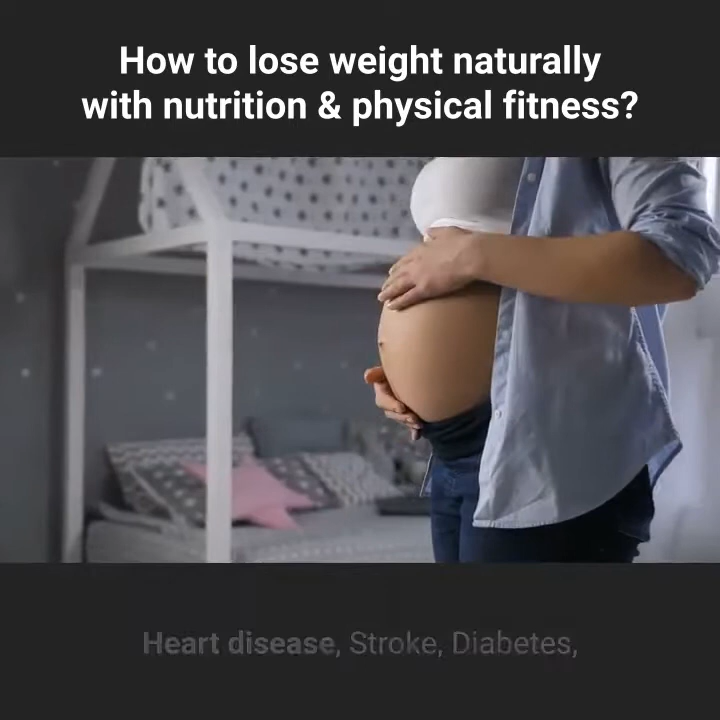 How to lose weight naturally
with nutrition & physical fitness?
Heart disease, Stroke, Diabetes,